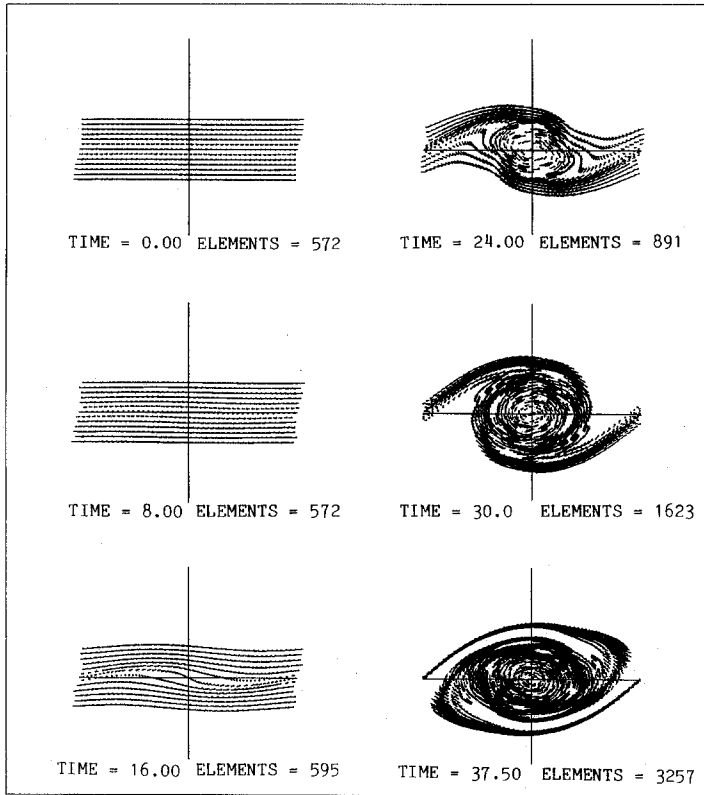 TIME = 0.00 ELEMENTS = 572
TIME = 24.00 ELEMENTS = 891
TIME = 8.00 ELEMENTS = 572
TIME = 30.0 ELEMENTS = 1623
TIME = 16.00 ELEMENTS = 595
TIME = 37.50 ELEMENTS = 3257